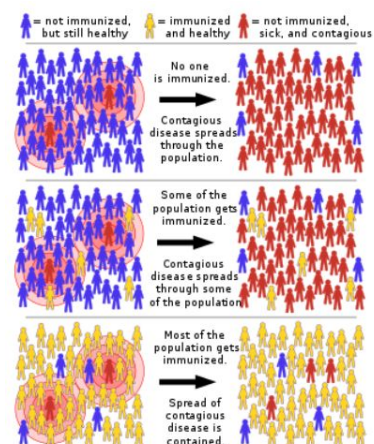 = not immunized, but still healthy
= immunized and healthy
= not immunized, sick, and contagious
No one
is immunized.
Contagious
disease spreads
through the
population.
Some of the
population gets
immunized.
Contagious
disease spreads
through some
of the population
Most of the
population gets
immunized.
Spread of
contagious
disease is
contained